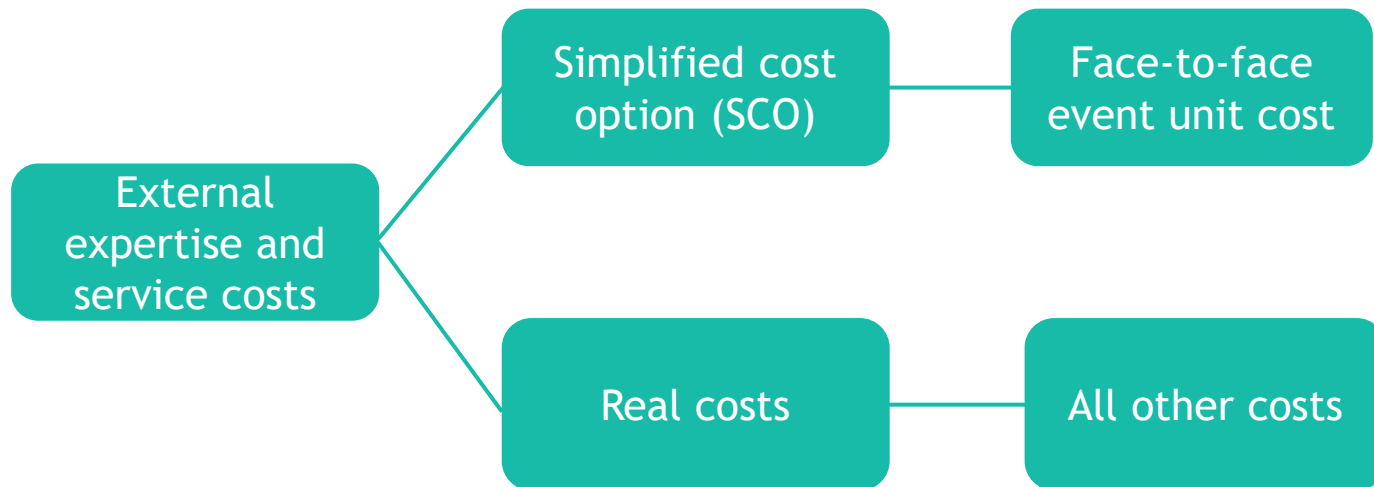 External
expertise and
service costs
Simplified cost
option (SCO)
Face-to-face
event unit cost
Real costs
All other costs